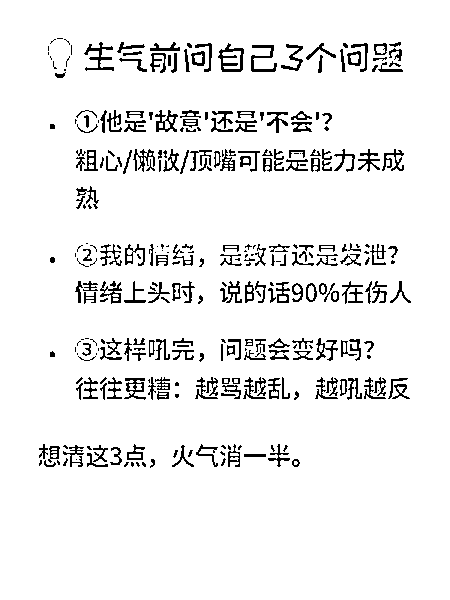 生气前问自己3个问题
• ①他是'故意'还是'不会'？
粗心/懒散/顶嘴可能是能力未成
熟
• ②我的情绪，是教育还是发泄？
情绪上头时，说的话90%在伤人
• ③这样吼完，问题会变好吗？
往往更糟：越骂越乱，越吼越反
想清这3点，火气消一半。